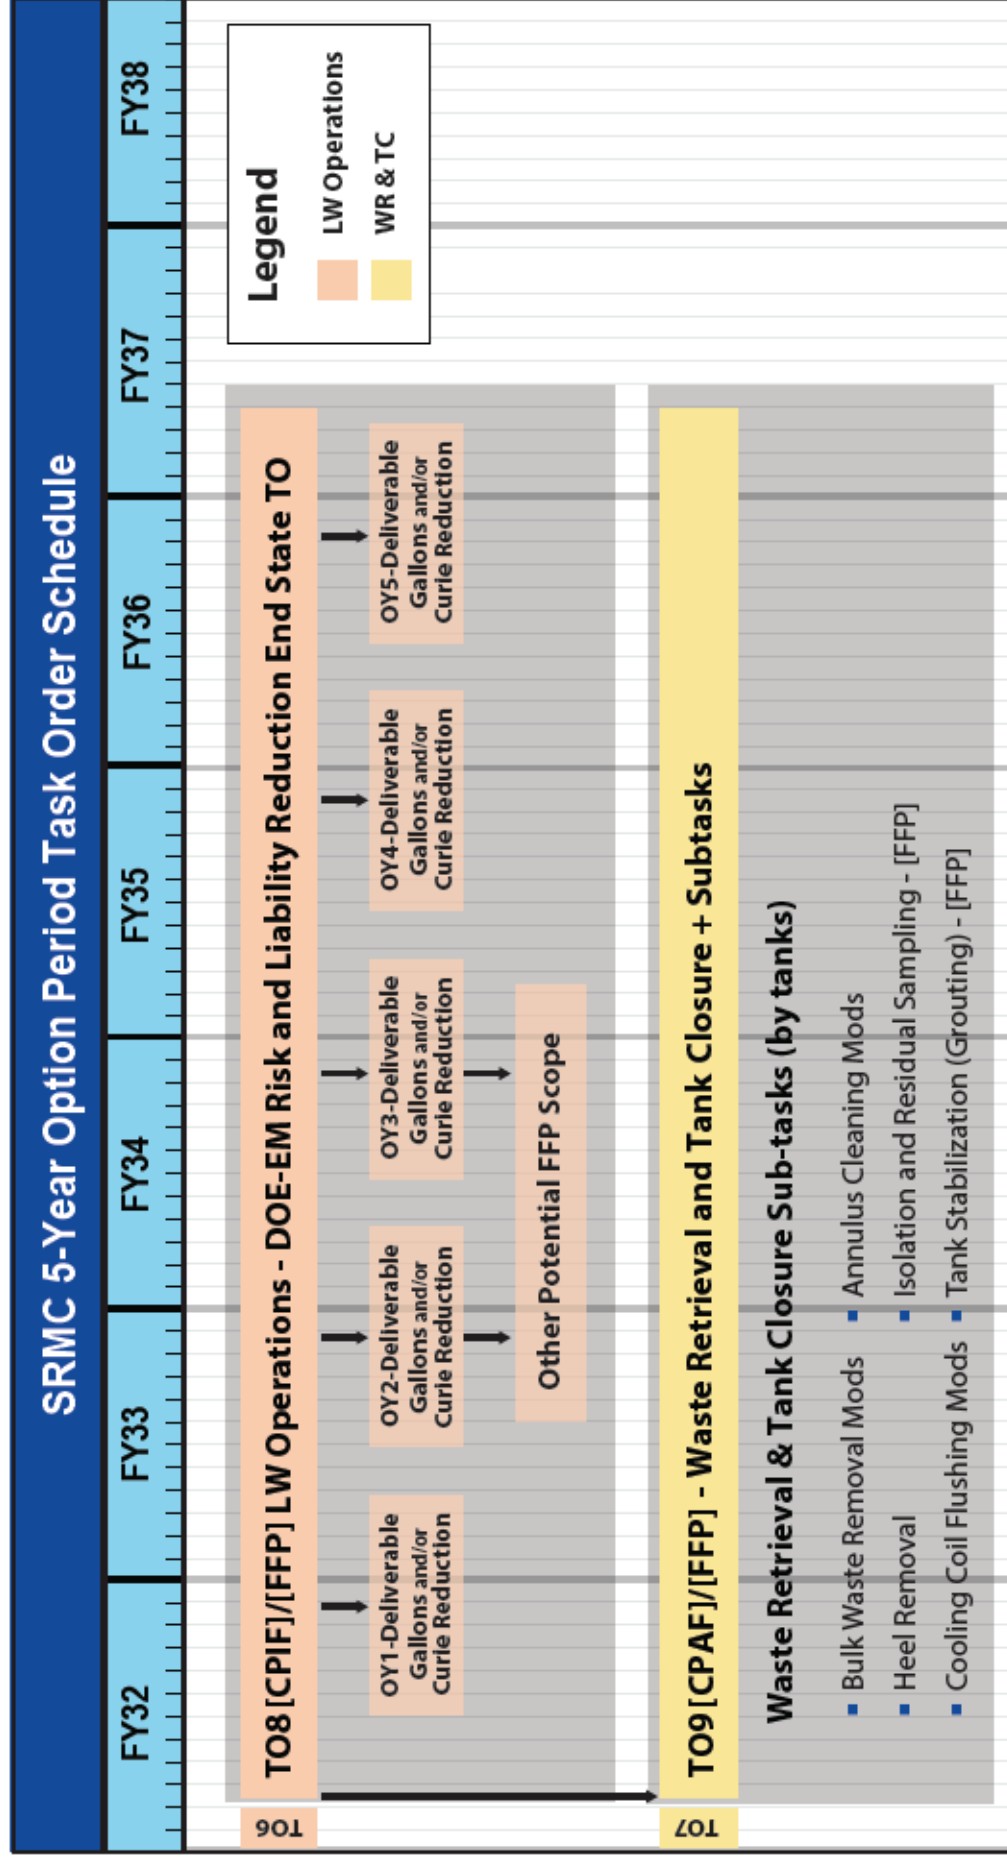 SRMC 5-Year Option Period Task Order Schedule
FY32
FY33
FY34
FY35
FY36
FY37
FY38
TO6
TO8 [CPIF]/[FFP] LW Operations - DOE-EM Risk and Liability Reduction End State TO
OY1-Deliverable
Gallons and/or
Curie Reduction
OY2-Deliverable
Gallons and/or
Curie Reduction
OY3-Deliverable
Gallons and/or
Curie Reduction
OY4-Deliverable
Gallons and/or
Curie Reduction
OY5-Deliverable
Gallons and/or
Curie Reduction
Other Potential FFP Scope
Legend
LW Operations
WR & TC
TO7
TO9 [CPAF]/[FFP] - Waste Retrieval and Tank Closure + Subtasks
Waste Retrieval & Tank Closure Sub-tasks (by tanks)
▪ Bulk Waste Removal Mods
▪ Heel Removal
▪ Cooling Coil Flushing Mods
▪ Annulus Cleaning Mods
▪ Isolation and Residual Sampling - [FFP]
▪ Tank Stabilization (Grouting) - [FFP]